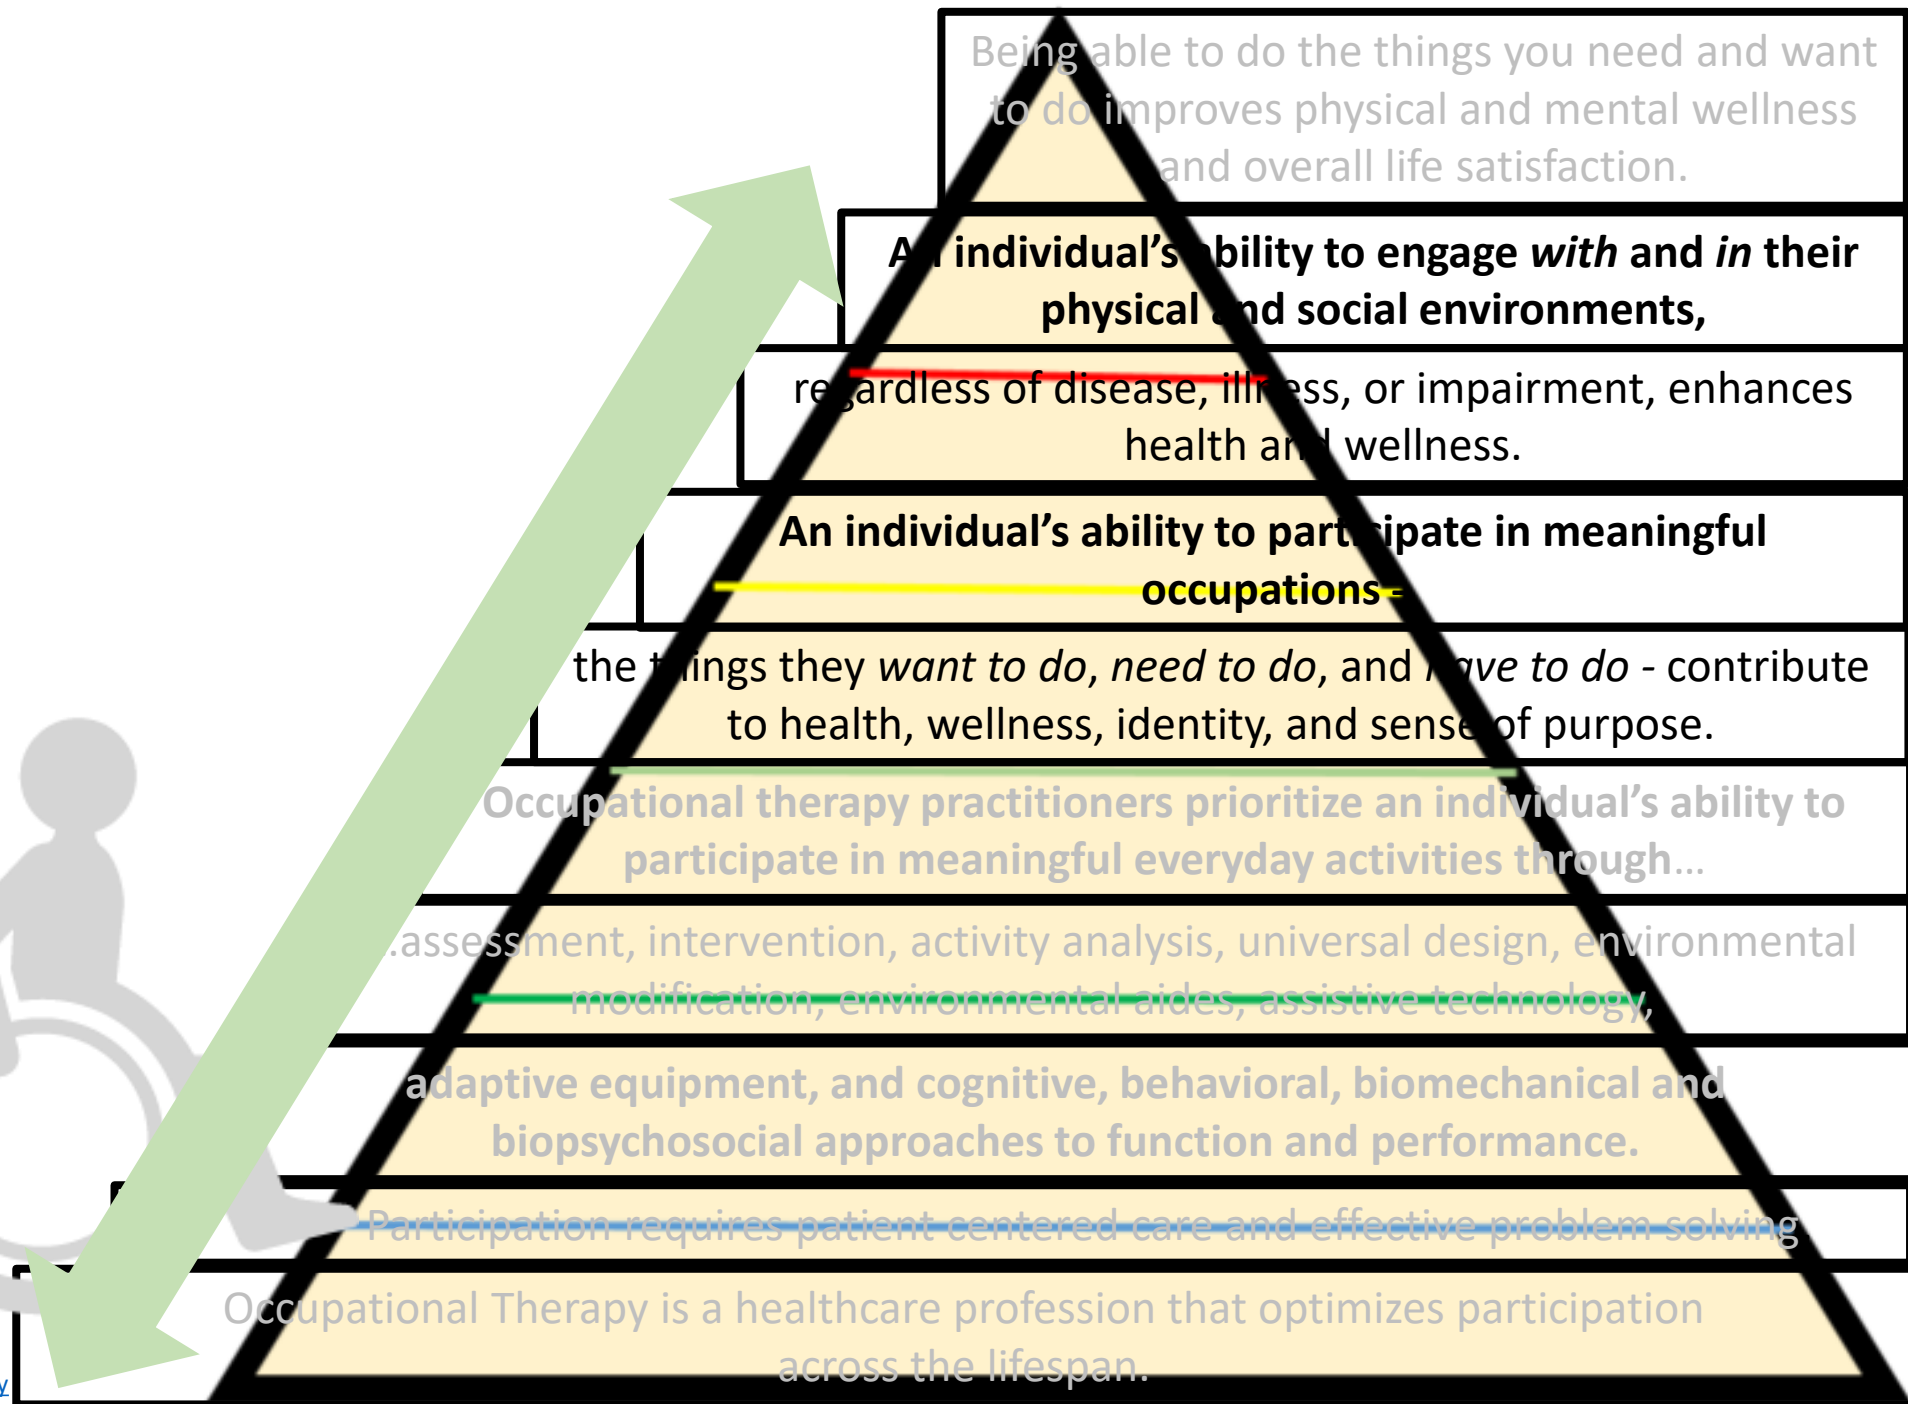 Being able to do the things you need and want
to do improves physical and mental wellness
and overall life satisfaction.
An individual’s ability to engage with and in their
physical and social environments,
regardless of disease, illness, or impairment, enhances
health and wellness.
An individual’s ability to participate in meaningful
occupations -
the things they want to do, need to do, and have to do - contribute
to health, wellness, identity, and sense of purpose.
Occupational therapy practitioners prioritize an individual’s ability to
participate in meaningful everyday activities through…
..assessment, intervention, activity analysis, universal design, environmental
modification, environmental aides, assistive technology,
adaptive equipment, and cognitive, behavioral, biomechanical and
biopsychosocial approaches to function and performance.
Participation requires patient centered care and effective problem solving
Occupational Therapy is a healthcare profession that optimizes participation
across the lifespan.